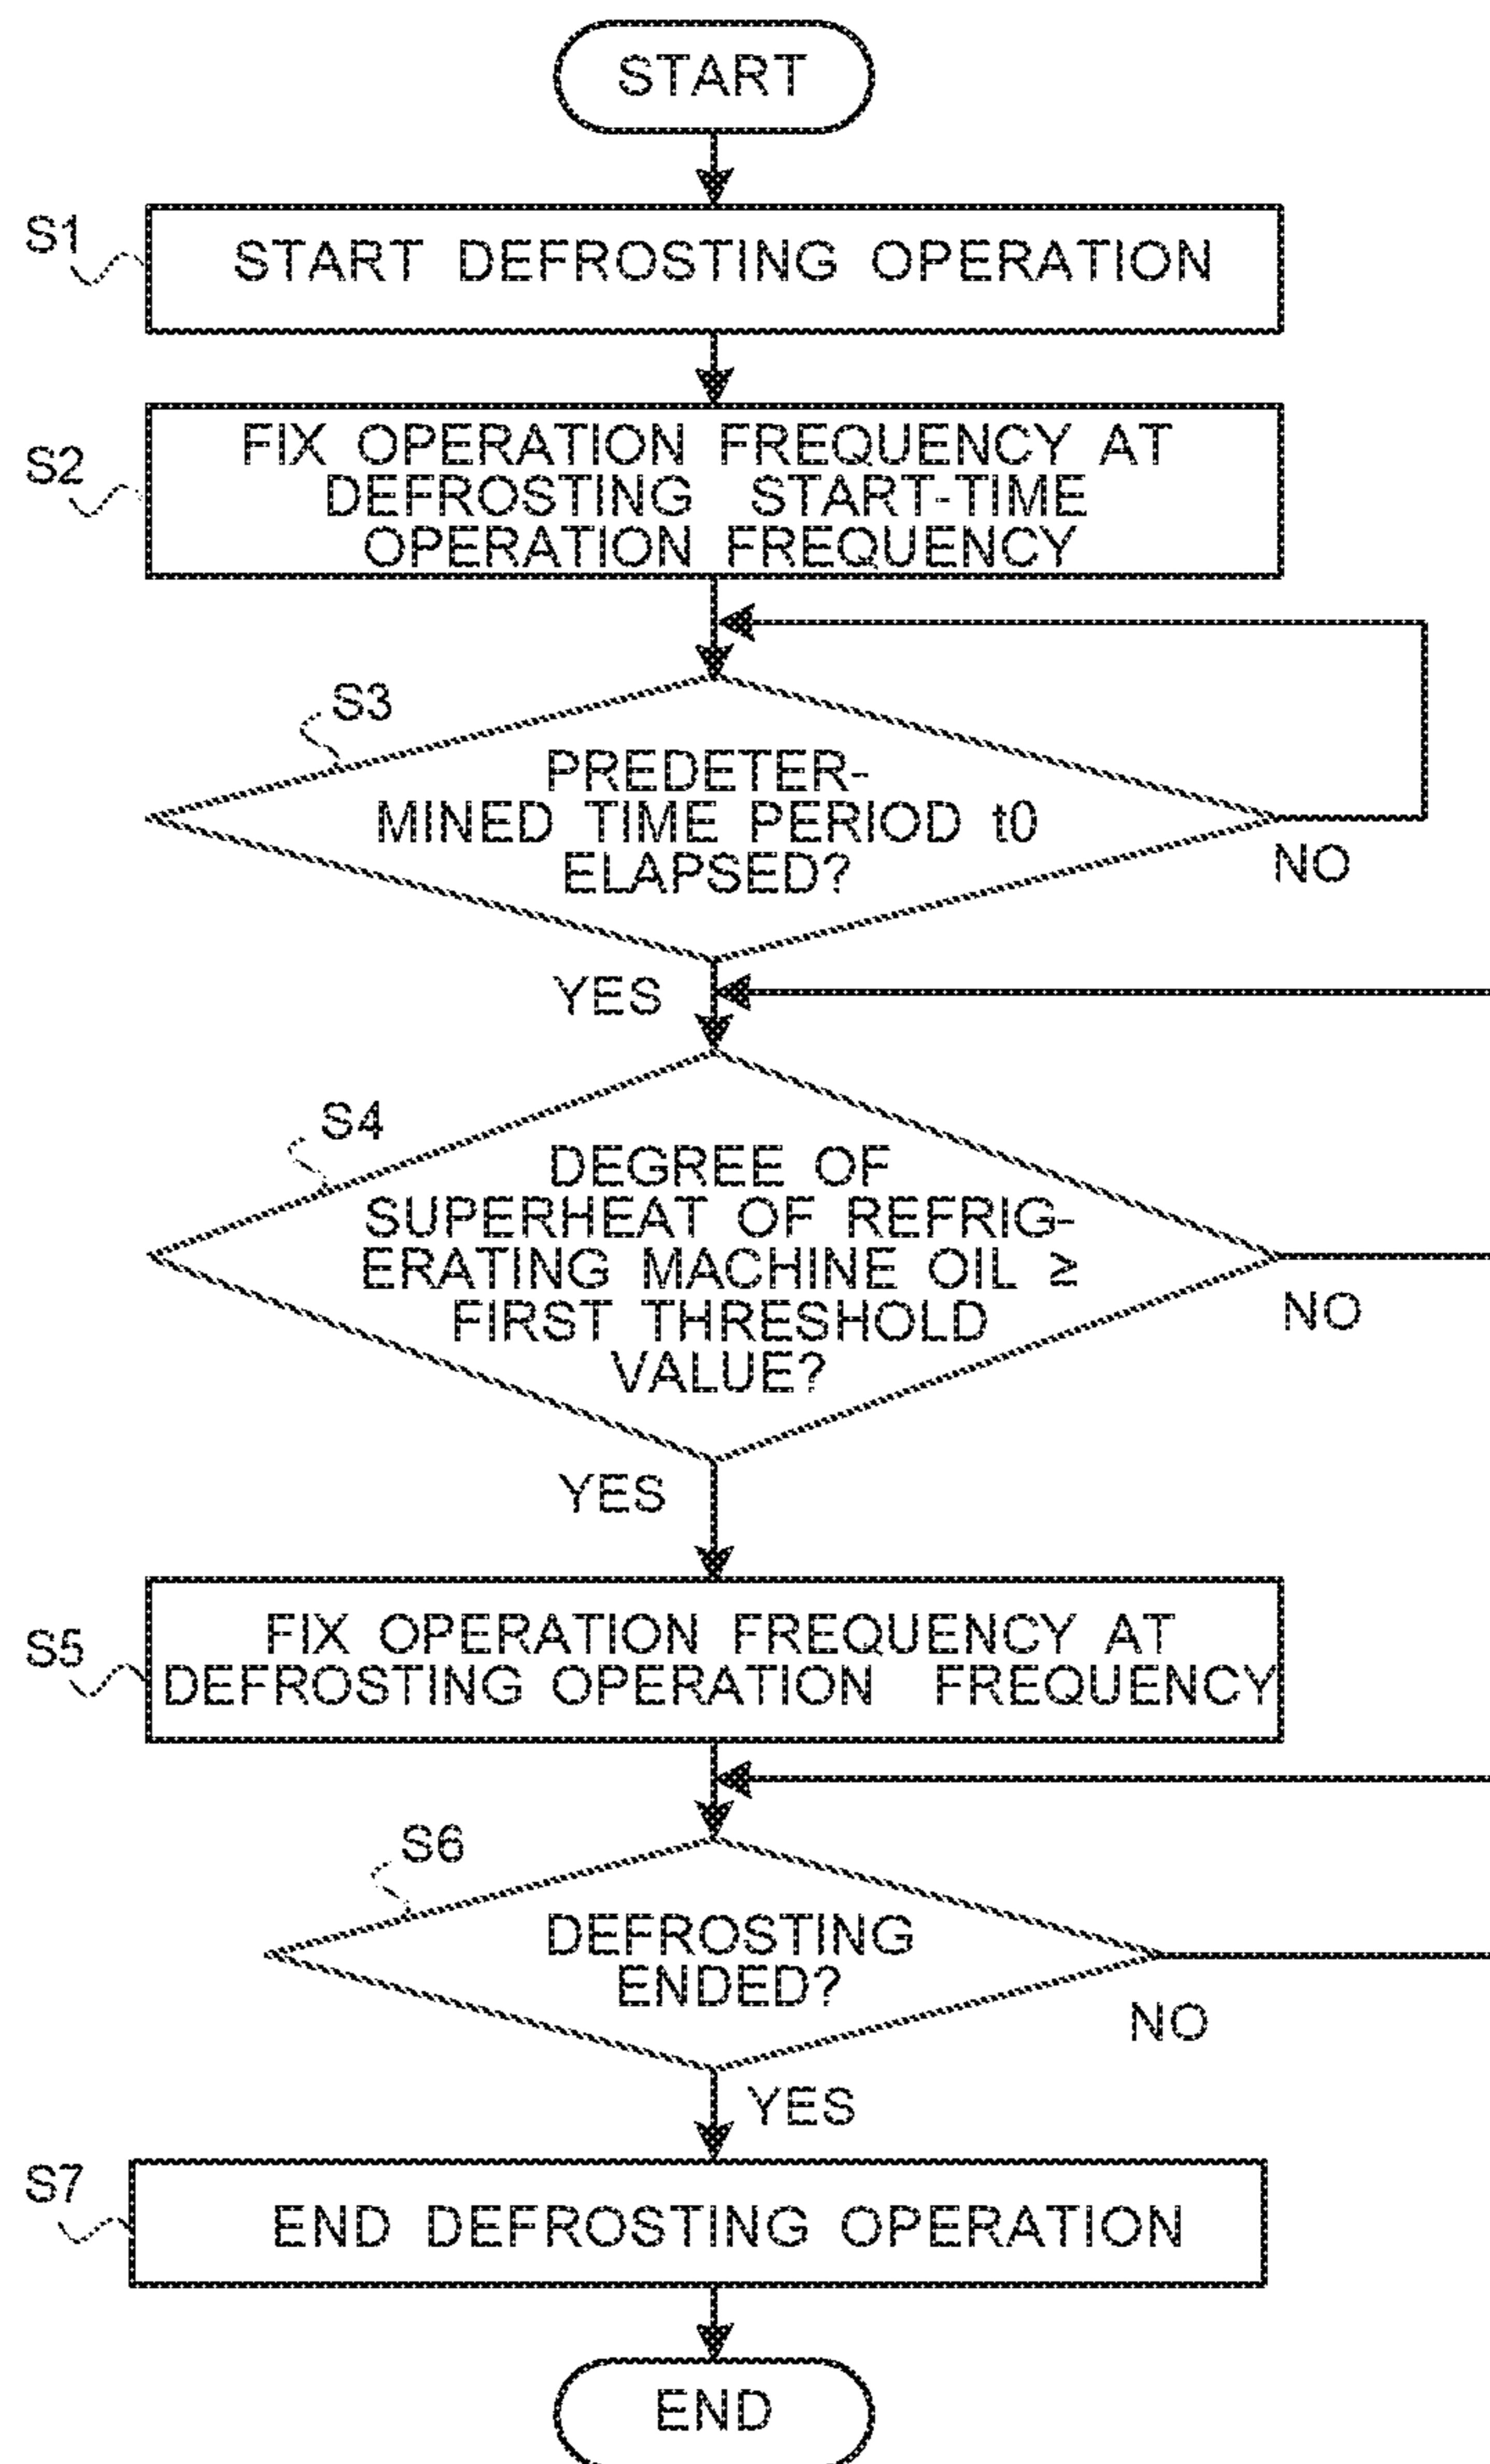 START
S1
START DEFROSTING OPERATION
S2
FIX OPERATION FREQUENCY AT
DEFROSTING START-TIME
OPERATION FREQUENCY
S3
PREDETER-
MINED TIME PERIOD t0
ELAPSED?
NO
YES
S4
DEGREE OF
SUPERHEAT OF REFRIG-
ERATING MACHINE OIL ≥
FIRST THRESHOLD
VALUE?
NO
YES
S5
FIX OPERATION FREQUENCY AT
DEFROSTING OPERATION FREQUENCY
S6
DEFROSTING
ENDED?
NO
YES
S7
END DEFROSTING OPERATION
END